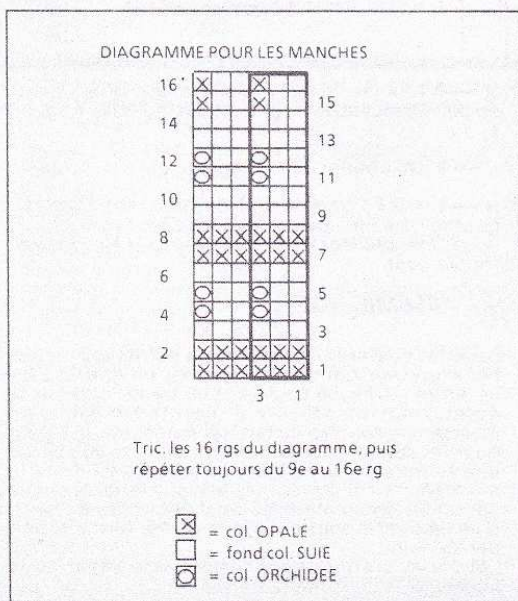 DIAGRAMME POUR LES MANCHES
16
15
14
13
12
11
10
9
8
7
6
5
4
3
2
1
3 1
Tric. les 16 rgs du diagramme, puis
répéter toujours du 9e au 16e rg
= col. OPALE
= fond col. SUIE
= col. ORCHIDEE